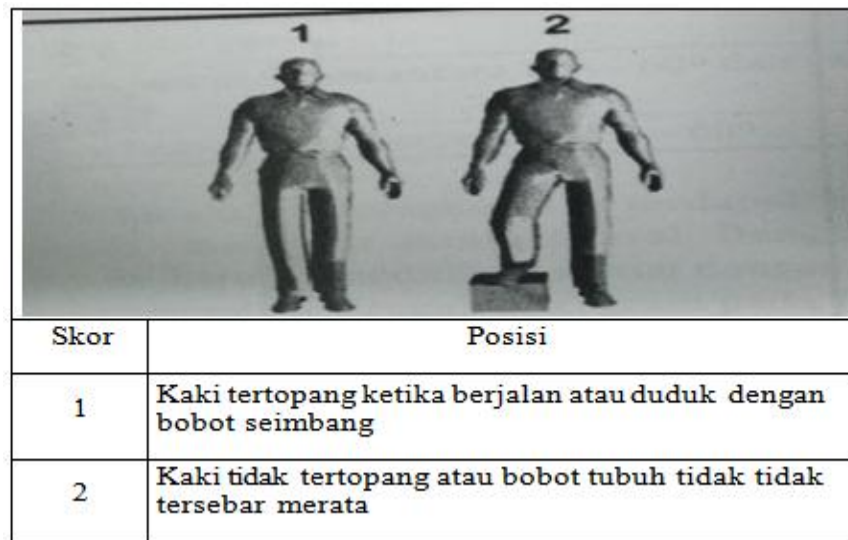 1 2
Skor Posisi
1 Kaki tertopang ketika berjalan atau duduk dengan
bobot seimbang
2 Kaki tidak tertopang atau bobot tubuh tidak tidak
tersebar merata